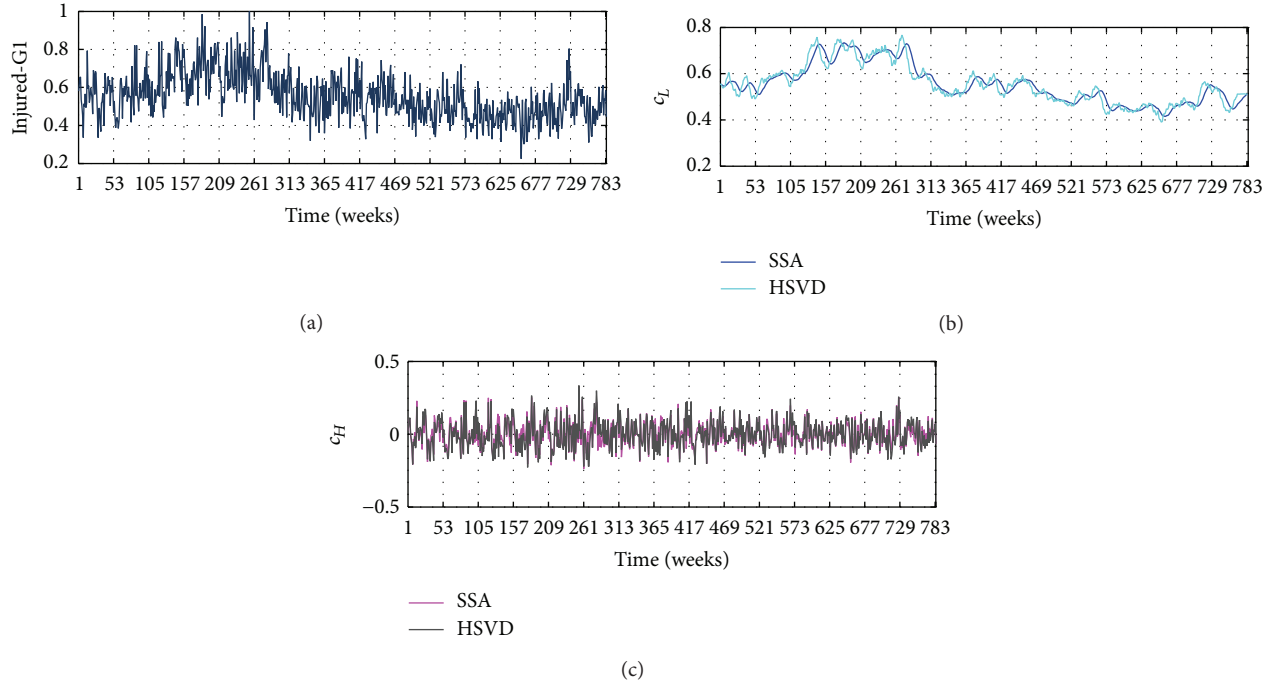 Injured-G1
1
0.8
0.6
0.4
0.2
1 53 105 157 209 261 313 365 417 469 521 573 625 677 729 783
Time (weeks)
(a)
c_L
0.8
0.6
0.4
0.2
1 53 105 157 209 261 313 365 417 469 521 573 625 677 729 783
Time (weeks)
SSA
HSVD
(b)
c_H
0.5
0
−0.5
1 53 105 157 209 261 313 365 417 469 521 573 625 677 729 783
Time (weeks)
SSA
HSVD
(c)